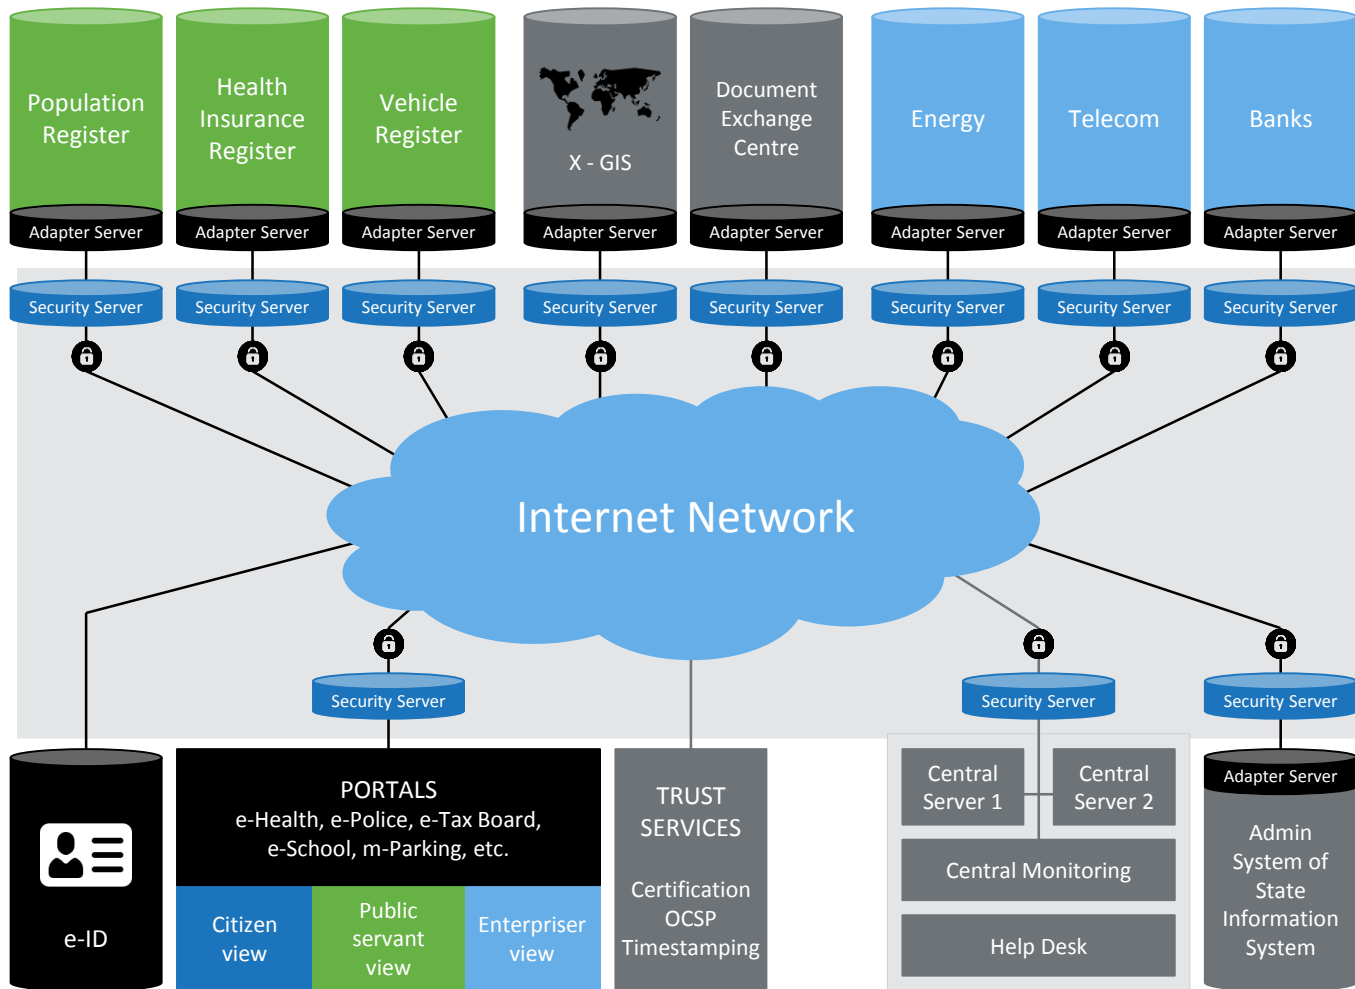 Population
Register
Health
Insurance
Register
Vehicle
Register
X - GIS
Document
Exchange
Centre
Energy
Telecom
Banks
Adapter Server
Adapter Server
Adapter Server
Adapter Server
Adapter Server
Adapter Server
Adapter Server
Adapter Server
Security Server
Security Server
Security Server
Security Server
Security Server
Security Server
Security Server
Security Server
Internet Network
Security Server
Security Server
Security Server
e-ID
PORTALS
e-Health, e-Police, e-Tax Board,
e-School, m-Parking, etc.
Citizen
view
Public
servant
view
Enterpriser
view
TRUST
SERVICES
Certification
OCSP
Timestamping
Central
Server 1
Central
Server 2
Central Monitoring
Help Desk
Adapter Server
Admin
System of
State
Information
System